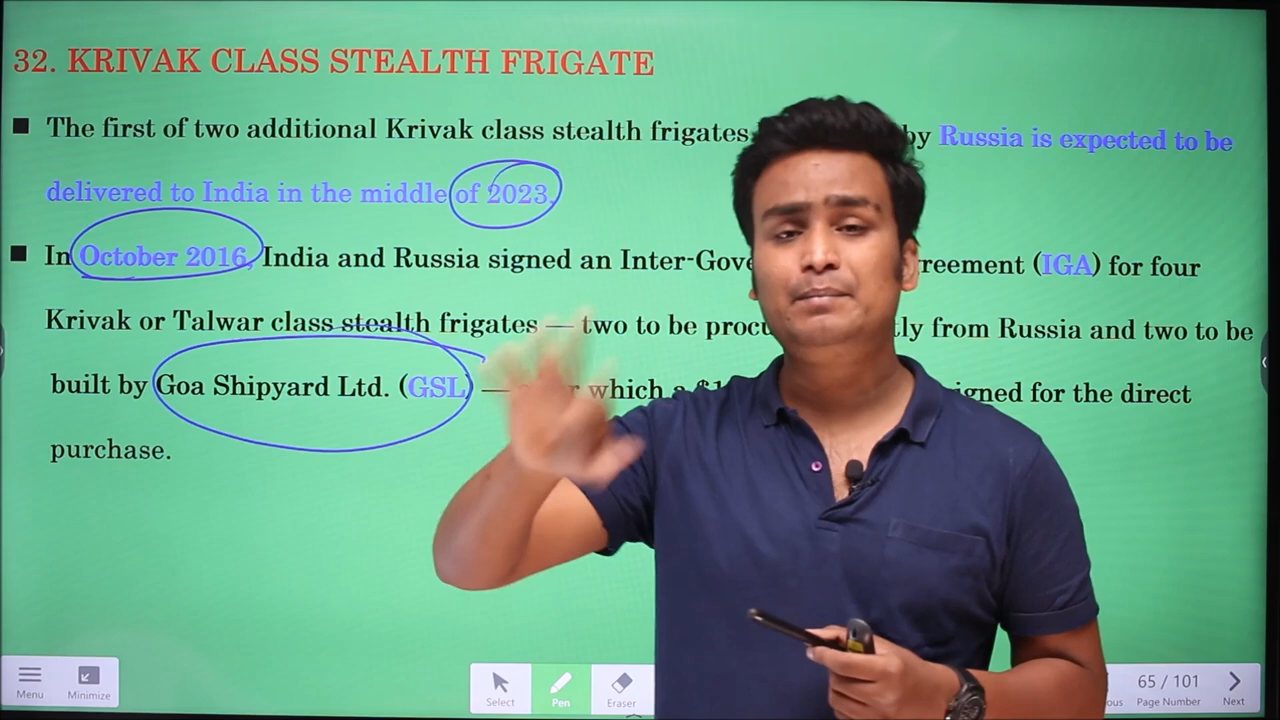 32. KRIVAK CLASS STEALTH FRIGATE
■ The first of two additional Krivak class stealth frigates by Russia is expected to be
delivered to India in the middle of 2023,
■ In October 2016, India and Russia signed an Inter-Gove reement (IGA) for four
Krivak or Talwar class stealth frigates — two to be procu tly from Russia and two to be
built by Goa Shipyard Ltd. (GSL) — which a $1 igned for the direct
purchase.
Menu
Minimize
Select
Pen
Eraser
ous
65 / 101
Page Number
Next